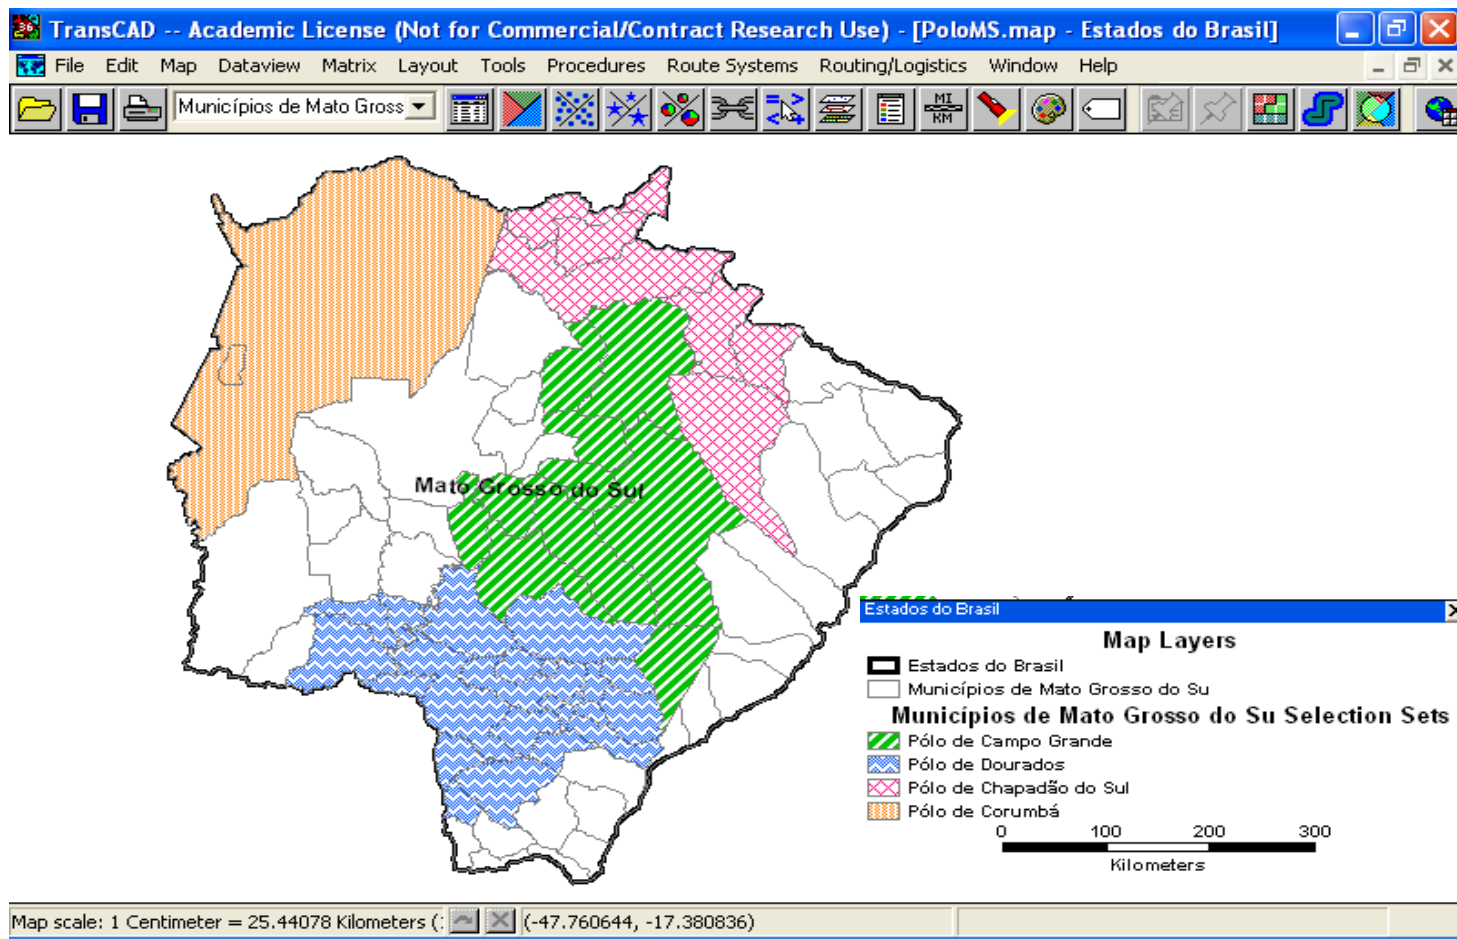 TransCAD -- Academic License (Not for Commercial/Contract Research Use) - [PoloMS.map - Estados do Brasil]
File Edit Map Dataview Matrix Layout Tools Procedures Route Systems Routing/Logistics Window Help
Municípios de Mato Gross
MI
KM
Mato Grosso do Sul
Estados do Brasil
Map Layers
Estados do Brasil
Municípios de Mato Grosso do Su
Municípios de Mato Grosso do Su Selection Sets
Pólo de Campo Grande
Pólo de Dourados
Pólo de Chapadão do Sul
Pólo de Corumbá
0 100 200 300
Kilometers
Map scale: 1 Centimeter = 25.44078 Kilometers (: (-47.760644, -17.380836)